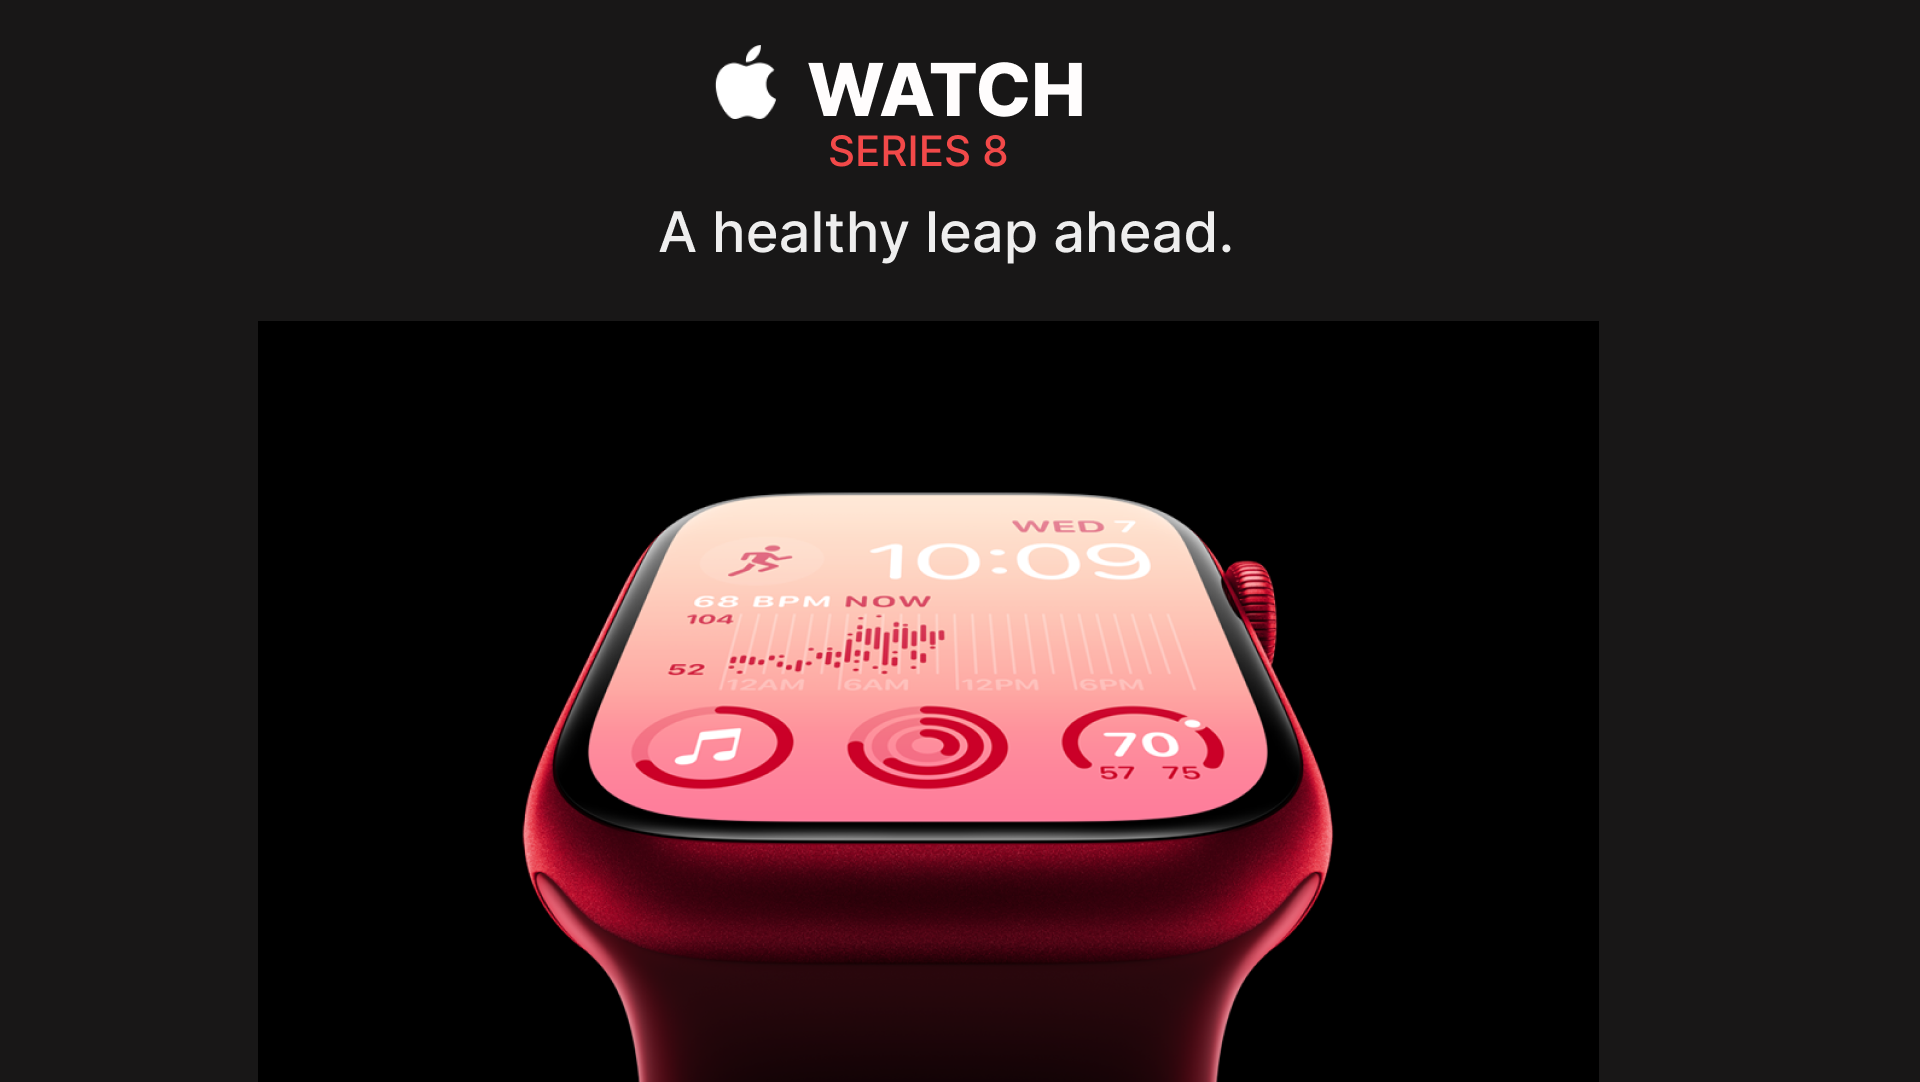 WATCH
SERIES 8
A healthy leap ahead.
WED 7
10:09
68 BPM NOW
104
52
12AM 6AM 12PM 6PM
70
57 75